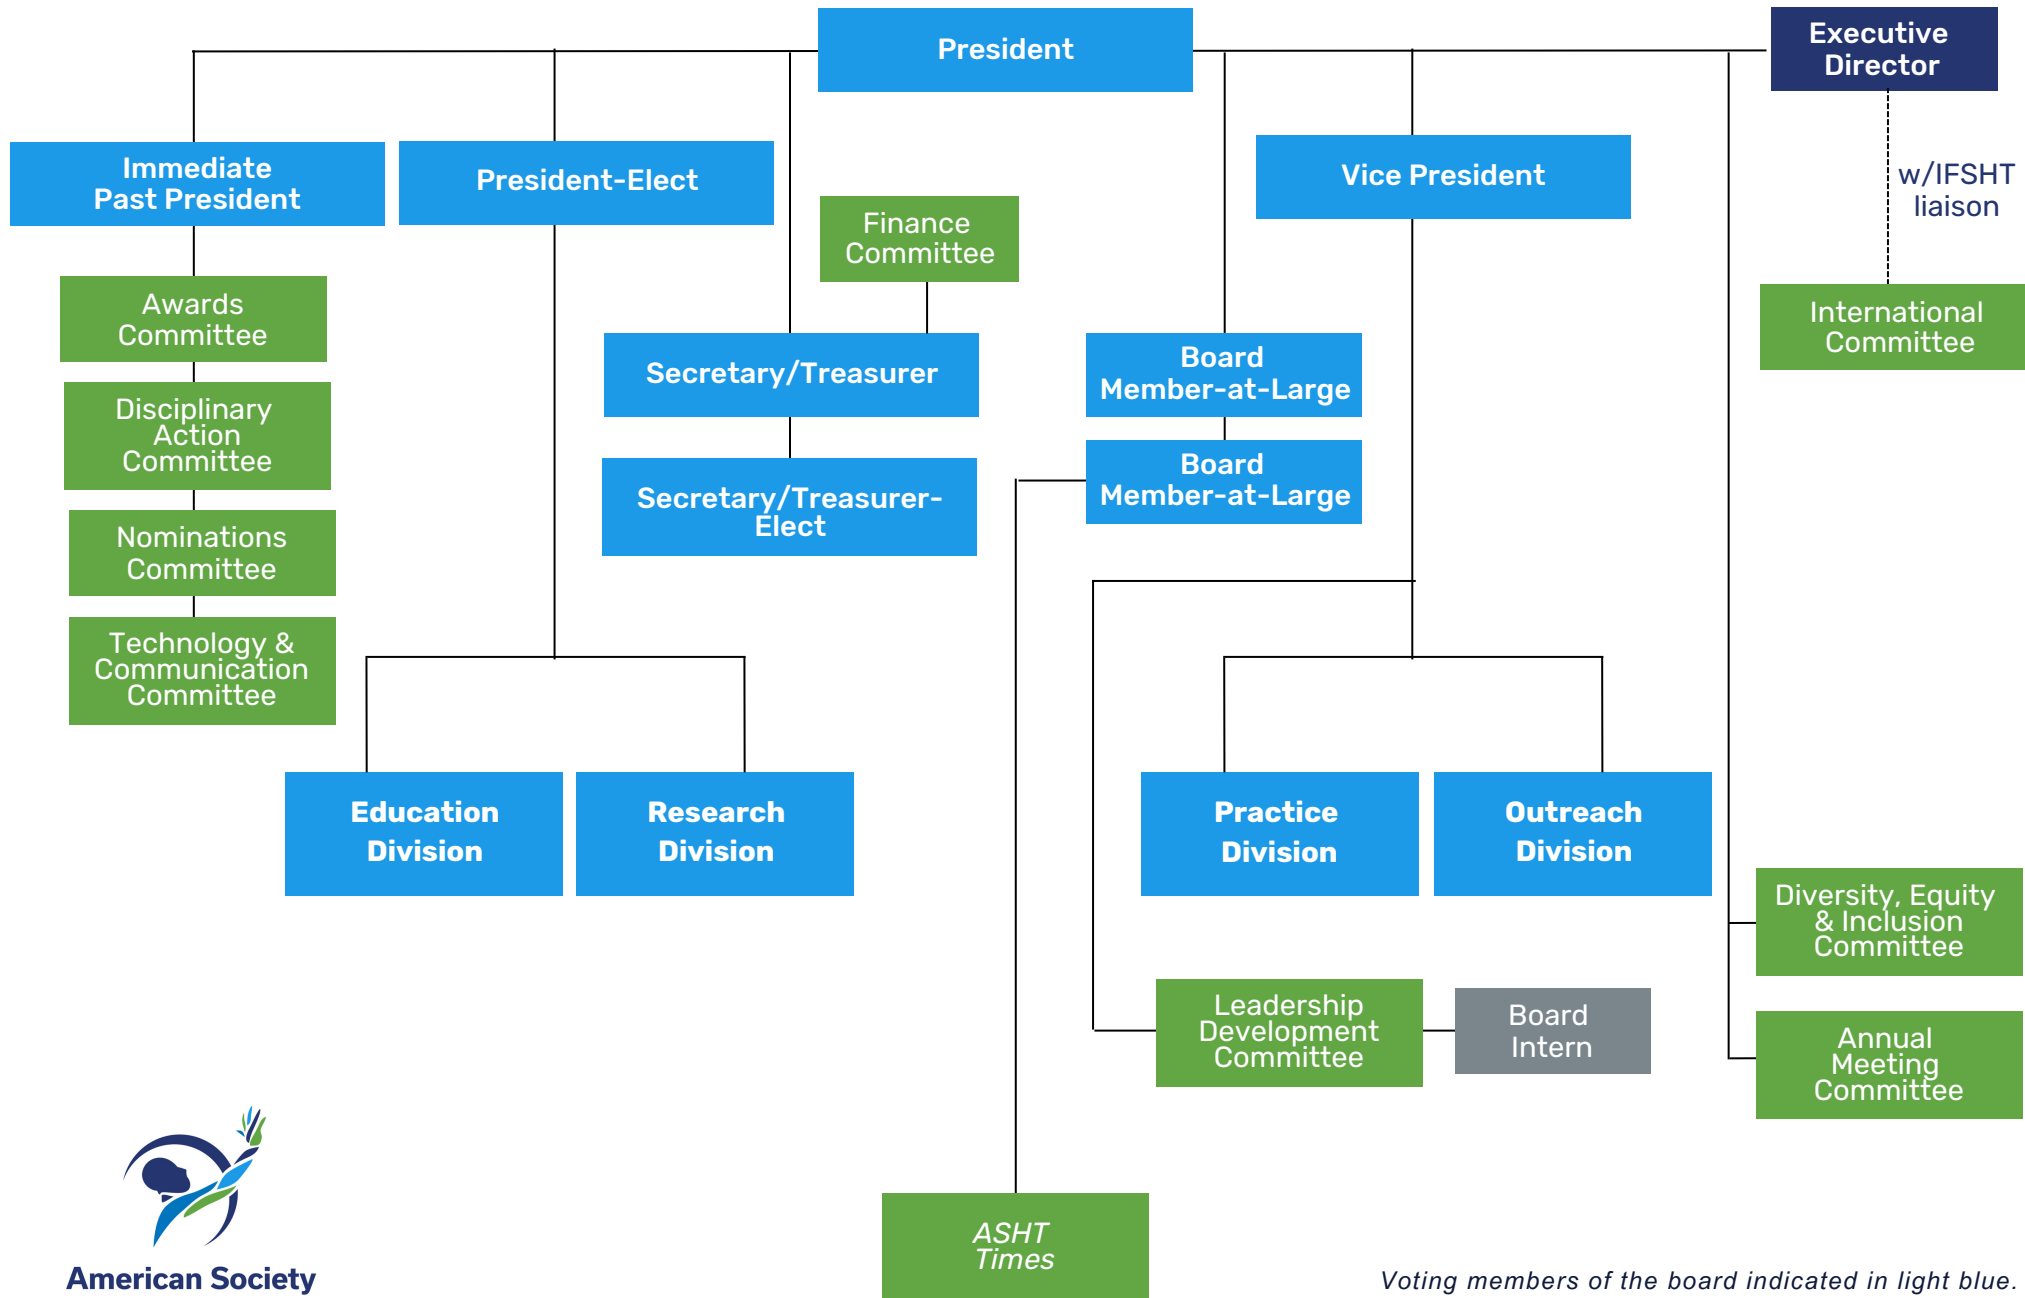 President
Executive
Director
Immediate
Past President
President-Elect
Vice President
w/IFSHT
liaison
Finance
Committee
Awards
Committee
International
Committee
Secretary/Treasurer
Board
Member-at-Large
Disciplinary
Action
Committee
Secretary/Treasurer-
Elect
Board
Member-at-Large
Nominations
Committee
Technology &
Communication
Committee
Education
Division
Research
Division
Practice
Division
Outreach
Division
Diversity, Equity
& Inclusion
Committee
Leadership
Development
Committee
Board
Intern
Annual
Meeting
Committee
ASHT
Times
American Society
Voting members of the board indicated in light blue.